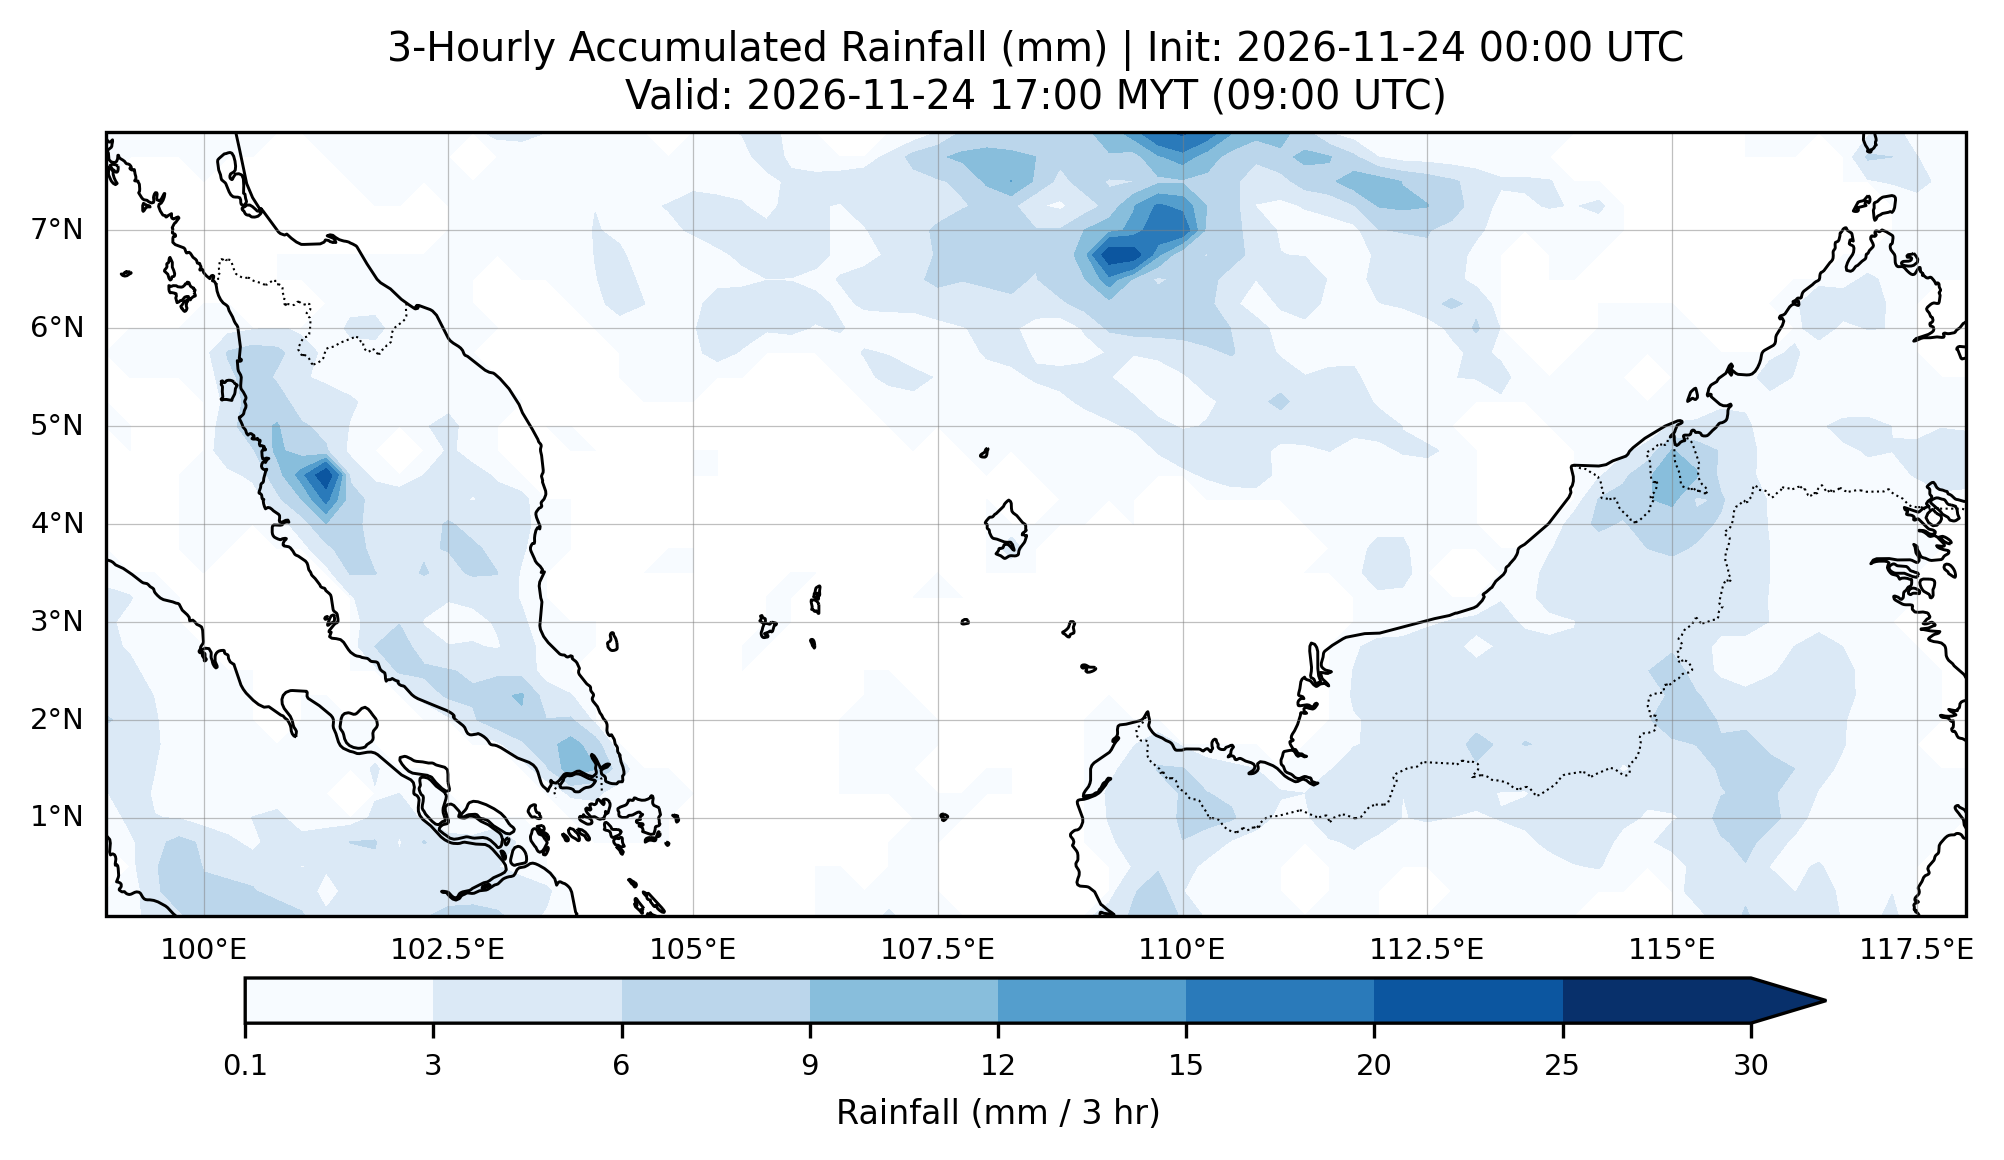 3-Hourly Accumulated Rainfall (mm) | Init: 2026-11-24 00:00 UTC
Valid: 2026-11-24 17:00 MYT (09:00 UTC)
7°N
6°N
5°N
4°N
3°N
2°N
1°N
100°E 102.5°E 105°E 107.5°E 110°E 112.5°E 115°E 117.5°E
0.1 3 6 9 12 15 20 25 30
Rainfall (mm / 3 hr)